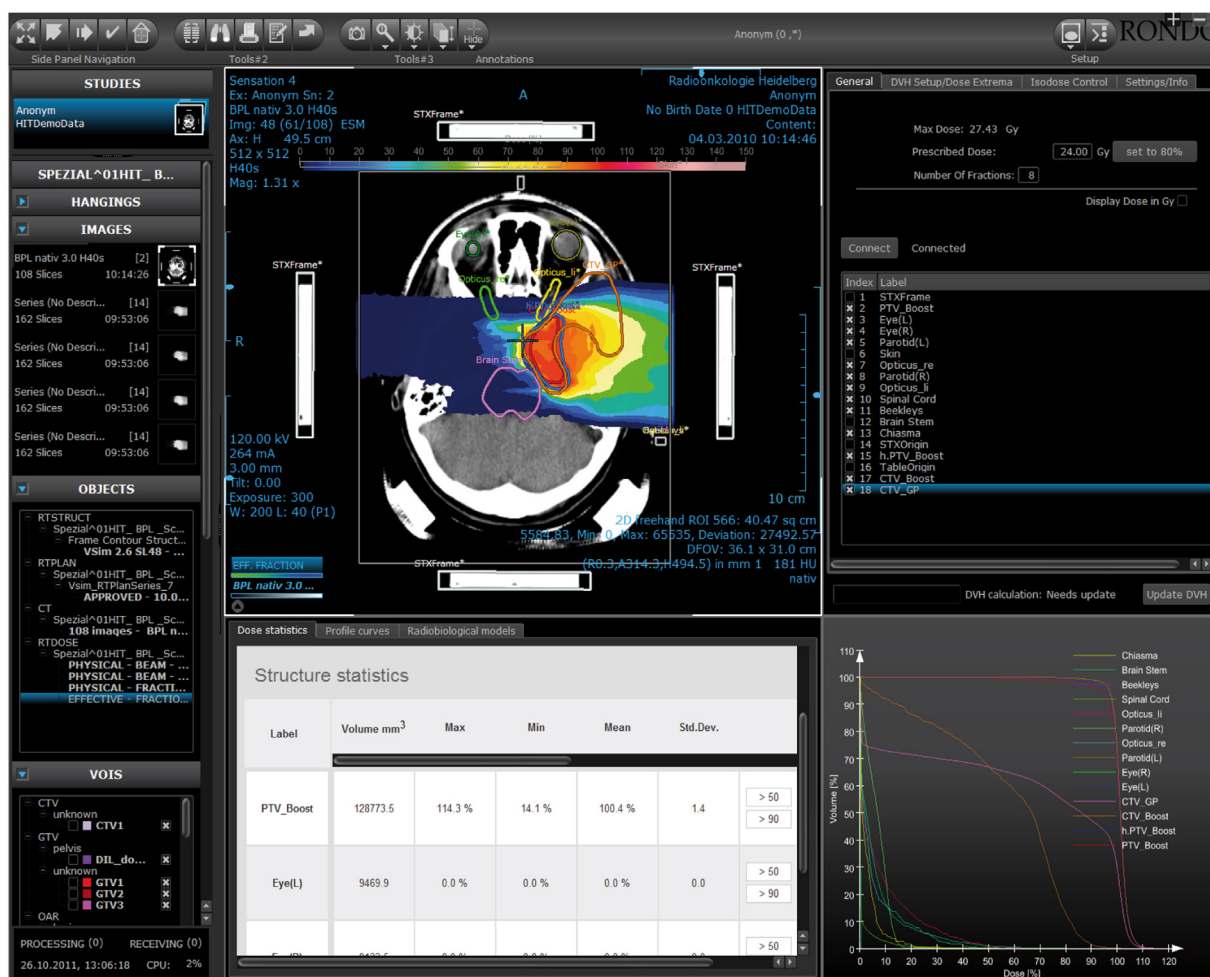 Anonym (0 ,*)
RONDO
Side Panel Navigation
Tools#2
Tools#3
Hide
Annotations
Setup
STUDIES
Anonym
HITDemoData
SPEZIAL^01HIT_ B...
HANGINGS
IMAGES
BPL nativ 3.0 H40s [2]
108 Slices 10:14:26
Series (No Descri... [14]
162 Slices 09:53:06
Series (No Descri... [14]
162 Slices 09:53:06
Series (No Descri... [14]
162 Slices 09:53:06
Series (No Descri... [14]
162 Slices 09:53:06
OBJECTS
RTSTRUCT
Spezial^01HIT_ BPL _Sc...
Frame Contour Struct...
VSim 2.6 SL48 - ...
RTPLAN
Spezial^01HIT_ BPL _Sc...
Vsim_RTPlanSeries_7
APPROVED - 10.0...
CT
Spezial^01HIT_ BPL _Sc...
108 images - BPL n...
RTDOSE
Spezial^01HIT_ BPL _Sc...
PHYSICAL - BEAM - ...
PHYSICAL - BEAM - ...
PHYSICAL - FRACTI...
EFFECTIVE - FRACTIO...
VOIS
CTV
unknown
CTV1
GTV
pelvis
DIL_do...
unknown
GTV1
GTV2
GTV3
OAR
PROCESSING (0) RECEIVING (0)
26.10.2011, 13:06:18 CPU: 2%
Sensation 4
Ex: Anonym Sn: 2
BPL nativ 3.0 H40s
Img: 48 (61/108) ESM
Ax: H 49.5 cm
512 x 512
H40s
Mag: 1.31 x
A
Radioonkologie Heidelberg
Anonym
No Birth Date 0 HITDemoData
Content:
04.03.2010 10:14:46
STXFrame*
Dose [%]
0 10 20 30 40 50 60 70 80 90 100 110 120 130 140 150
Opticus_re*
Opticus_li*
CTV_GP*
STXFrame*
STXFrame*
R
Brain Stem
120.00 kV
264 mA
3.00 mm
Tilt: 0.00
Exposure: 300
W: 200 L: 40 (P1)
10 cm
2D freehand ROI 566: 40.47 sq cm
5584.83, Min: 0, Max: 65535, Deviation: 27492.57
DFOV: 36.1 x 31.0 cm
(R0.3,A314.3,H494.5) in mm 1 181 HU
nativ
STXFrame*
EFF. FRACTION
BPL nativ 3.0 ...
General
DVH Setup/Dose Extrema
Isodose Control
Settings/Info
Max Dose: 27.43 Gy
Prescribed Dose: 24.00 Gy set to 80%
Number Of Fractions: 8
Display Dose in Gy
Connect Connected
Index Label
1 STXFrame
2 PTV_Boost
3 Eye(L)
4 Eye(R)
5 Parotid(L)
6 Skin
7 Opticus_re
8 Parotid(R)
9 Opticus_li
10 Spinal Cord
11 Beekleys
12 Brain Stem
13 Chiasma
14 STXOrigin
15 h.PTV_Boost
16 TableOrigin
17 CTV_Boost
18 CTV_GP
DVH calculation: Needs update
Update DVH
Dose statistics
Profile curves
Radiobiological models
Structure statistics
Label Volume mm3 Max Min Mean Std.Dev.
PTV_Boost 128773.5 114.3 % 14.1 % 100.4 % 1.4
> 50
> 90
Eye(L) 9469.9 0.0 % 0.0 % 0.0 % 0.0
> 50
> 90
> 50
Volume [%]
110
100
90
80
70
60
50
40
30
20
10
0
0 10 20 30 40 50 60 70 80 90 100 110 120
Dose [%]
Chiasma
Brain Stem
Beekleys
Spinal Cord
Opticus_li
Parotid(R)
Opticus_re
Parotid(L)
Eye(R)
Eye(L)
CTV_GP
CTV_Boost
h.PTV_Boost
PTV_Boost